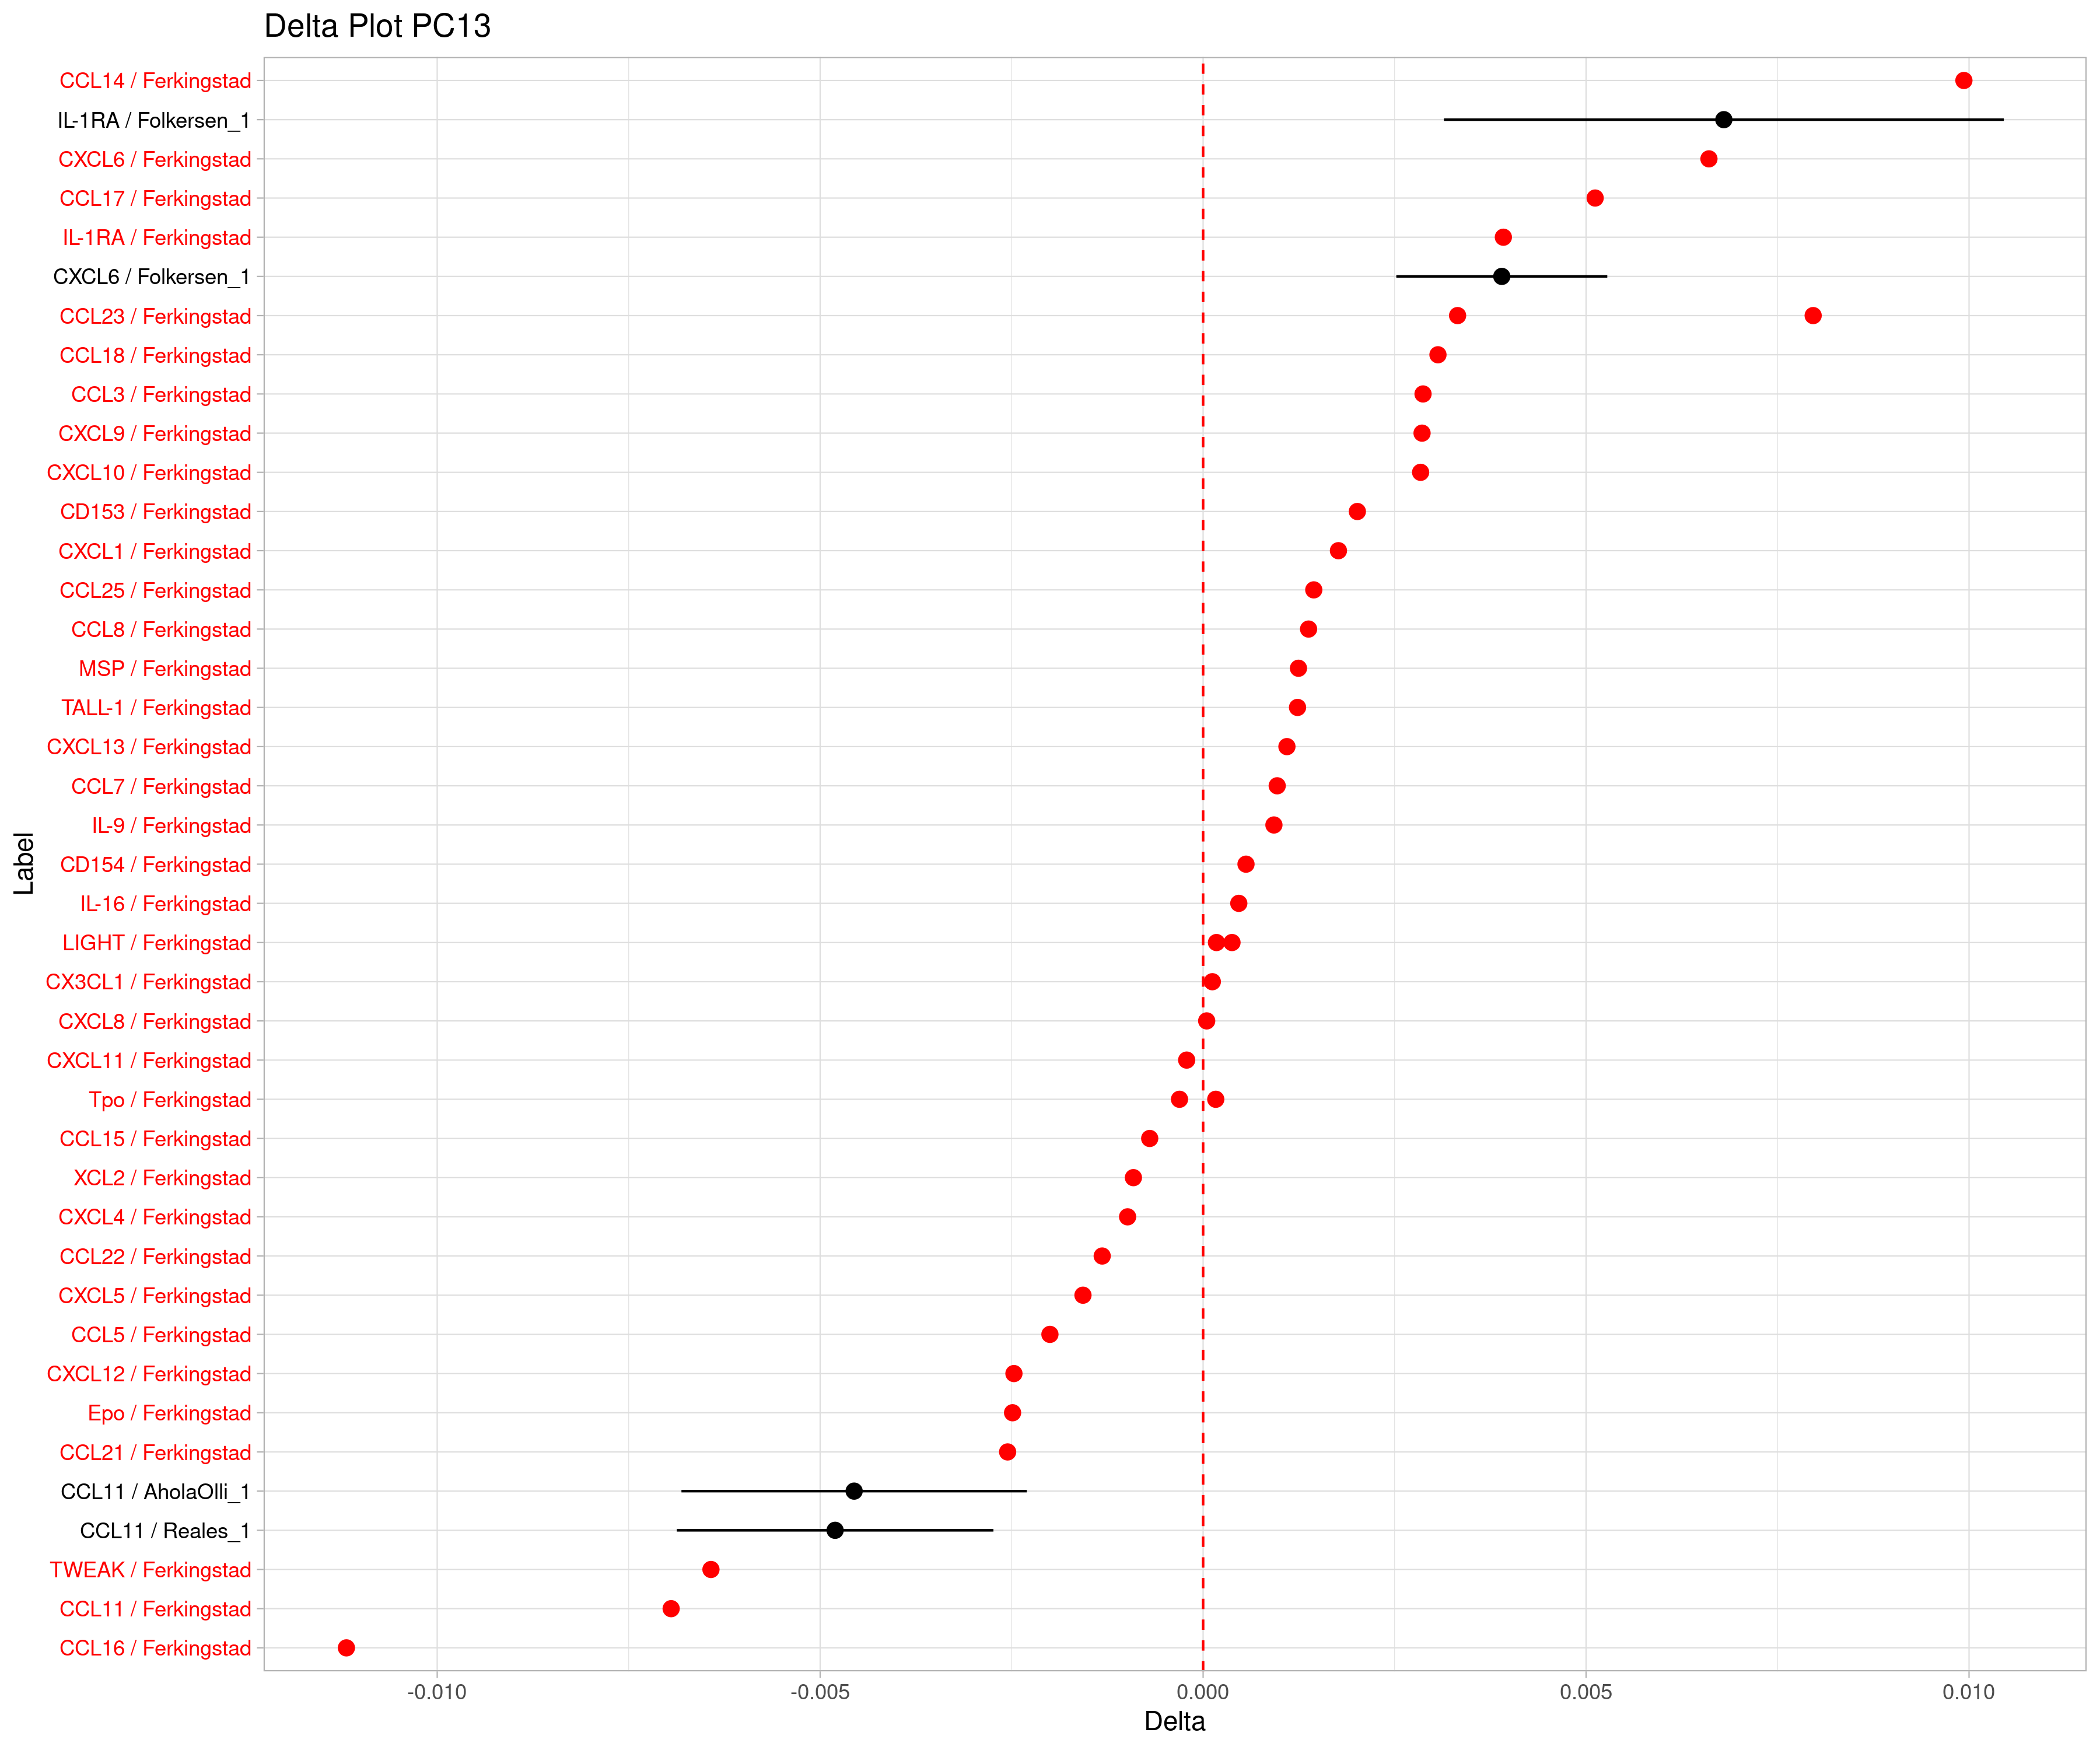 Delta Plot PC13
CCL14 / Ferkingstad
IL-1RA / Folkersen_1
CXCL6 / Ferkingstad
CCL17 / Ferkingstad
IL-1RA / Ferkingstad
CXCL6 / Folkersen_1
CCL23 / Ferkingstad
CCL18 / Ferkingstad
CCL3 / Ferkingstad
CXCL9 / Ferkingstad
CXCL10 / Ferkingstad
CD153 / Ferkingstad
CXCL1 / Ferkingstad
CCL25 / Ferkingstad
CCL8 / Ferkingstad
MSP / Ferkingstad
TALL-1 / Ferkingstad
CXCL13 / Ferkingstad
CCL7 / Ferkingstad
IL-9 / Ferkingstad
CD154 / Ferkingstad
IL-16 / Ferkingstad
LIGHT / Ferkingstad
CX3CL1 / Ferkingstad
CXCL8 / Ferkingstad
CXCL11 / Ferkingstad
Tpo / Ferkingstad
CCL15 / Ferkingstad
XCL2 / Ferkingstad
CXCL4 / Ferkingstad
CCL22 / Ferkingstad
CXCL5 / Ferkingstad
CCL5 / Ferkingstad
CXCL12 / Ferkingstad
Epo / Ferkingstad
CCL21 / Ferkingstad
CCL11 / AholaOlli_1
CCL11 / Reales_1
TWEAK / Ferkingstad
CCL11 / Ferkingstad
CCL16 / Ferkingstad
Label
-0.010 -0.005 0.000 0.005 0.010
Delta